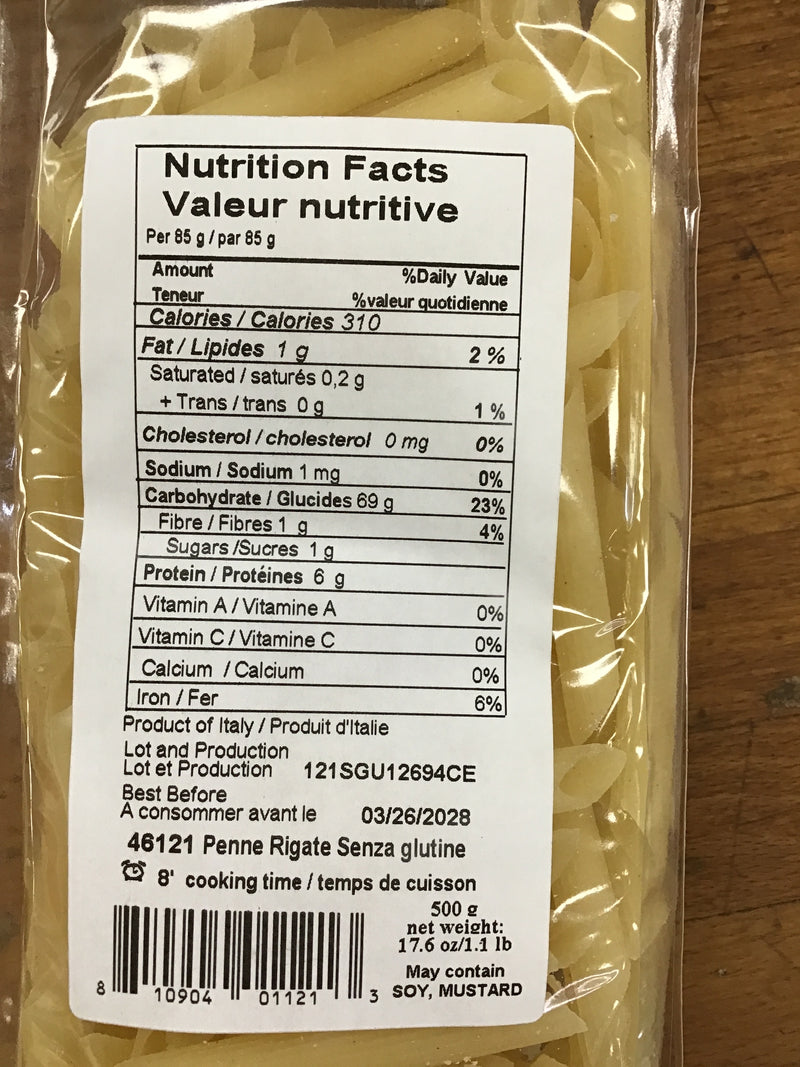 Nutrition Facts
Valeur nutritive
Per 85 g / par 85 g
Amount %Daily Value
Teneur %valeur quotidienne
Calories / Calories 310
Fat / Lipides 1 g 2 %
Saturated / saturés 0,2 g
+ Trans / trans 0 g 1 %
Cholesterol / cholesterol 0 mg 0%
Sodium / Sodium 1 mg 0%
Carbohydrate / Glucides 69 g 23%
Fibre / Fibres 1 g 4%
Sugars /Sucres 1 g
Protein / Protéines 6 g
Vitamin A / Vitamine A 0%
Vitamin C / Vitamine C 0%
Calcium / Calcium 0%
Iron / Fer 6%
Product of Italy / Produit d'Italie
Lot and Production
Lot et Production 121SGU12694CE
Best Before
A consommer avant le 03/26/2028
46121 Penne Rigate Senza glutine
8' cooking time / temps de cuisson
500 g
net weight:
17.6 oz/1.1 lb
May contain
SOY, MUSTARD
8 10904 01121 3